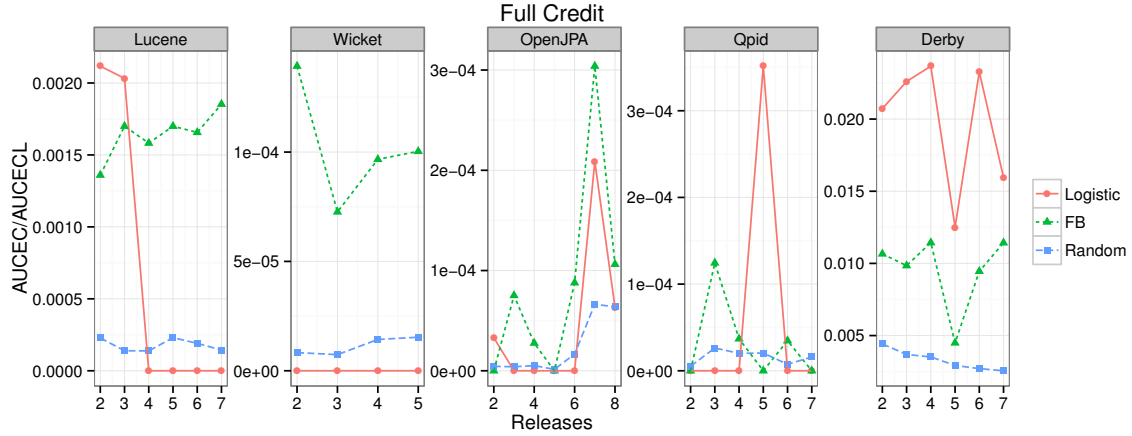 Full Credit
Lucene Wicket OpenJPA Qpid Derby
AUCEC/AUCECL
0.0020
0.0015
0.0010
0.0005
0.0000
1e−04
5e−05
0e+00
3e−04
2e−04
1e−04
0e+00
3e−04
2e−04
1e−04
0e+00
0.020
0.015
0.010
0.005
2 3 4 5 6 7
2 3 4 5
2 4 6 8
2 3 4 5 6 7
2 3 4 5 6 7
Releases
Logistic
FB
Random